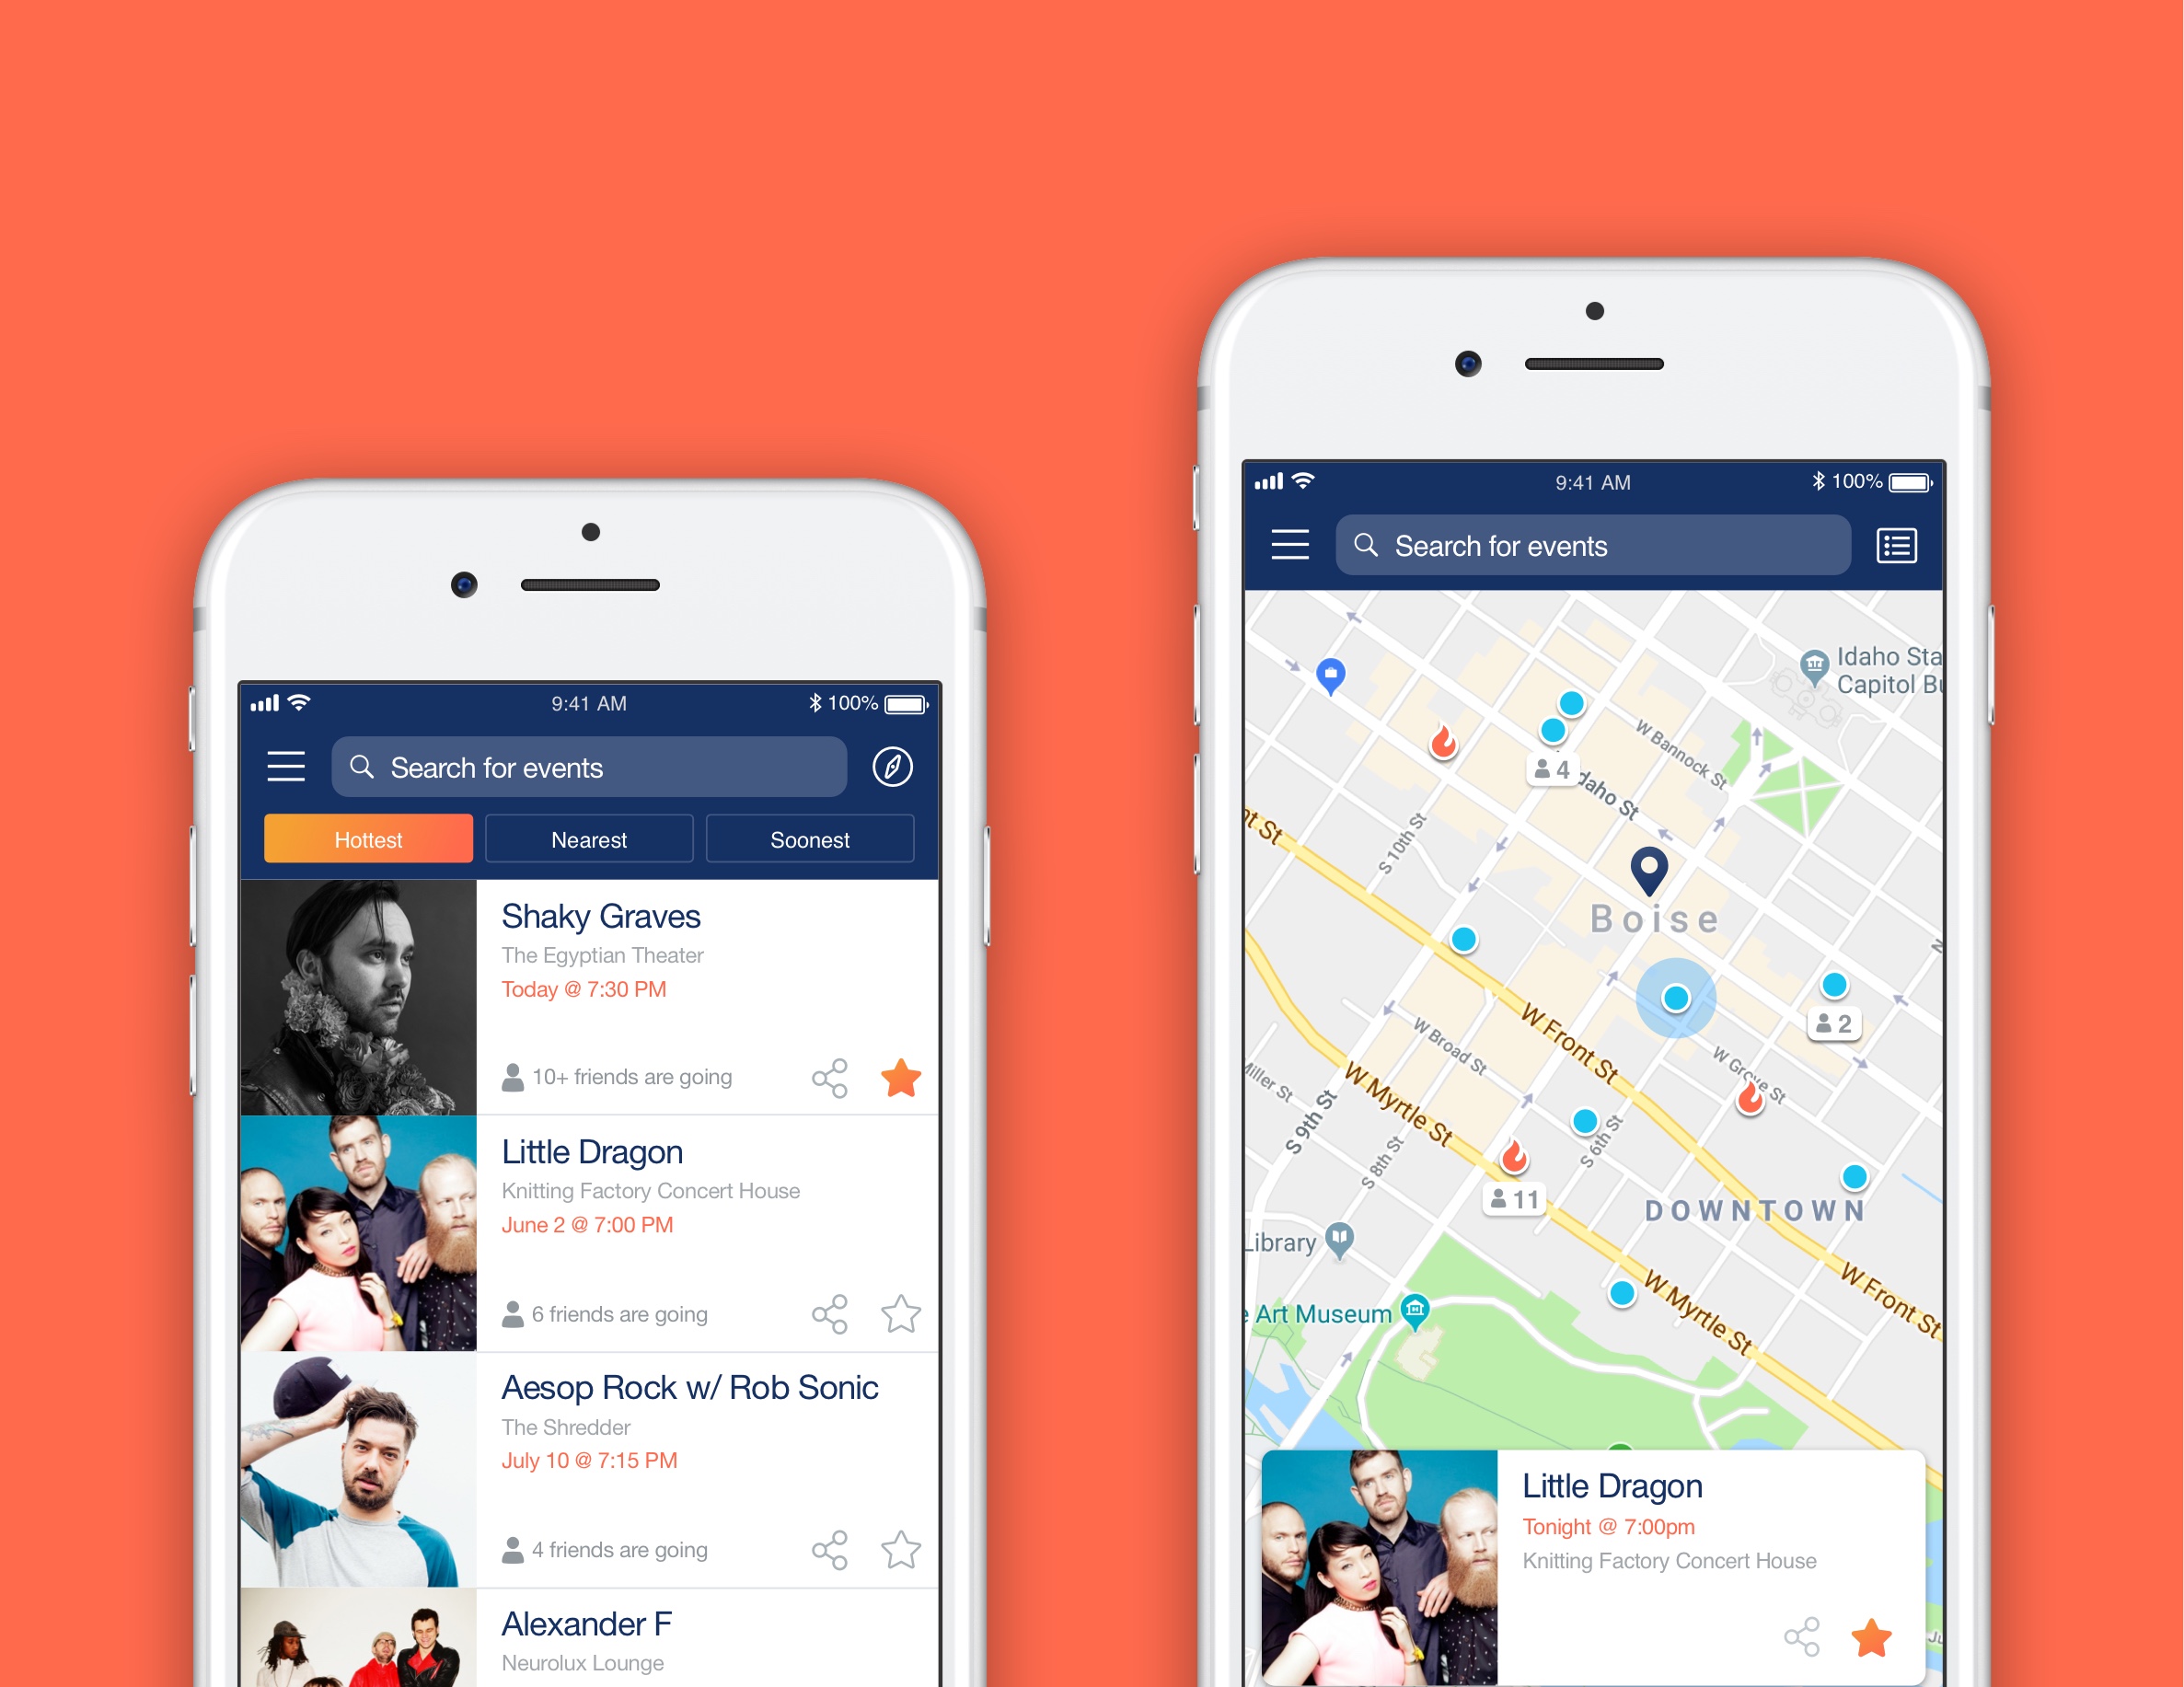 9:41 AM
100%
Search for events
Hottest
Nearest
Soonest
Shaky Graves
The Egyptian Theater
Today @ 7:30 PM
10+ friends are going
Little Dragon
Knitting Factory Concert House
June 2 @ 7:00 PM
6 friends are going
Aesop Rock w/ Rob Sonic
The Shredder
July 10 @ 7:15 PM
4 friends are going
Alexander F
Neurolux Lounge
9:41 AM
100%
Search for events
Idaho Sta
Capitol Bu
W Bannock St
4
daho St
nt St
S 10th St
Boise
2
W Front St
W Broad St
W Grove St
Miller St
W Myrtle St
S 9th St
S 8th St
S 6th St
11
DOWNTOWN
Library
W Front St
W Myrtle St
e Art Museum
Little Dragon
Tonight @ 7:00pm
Knitting Factory Concert House
Ju